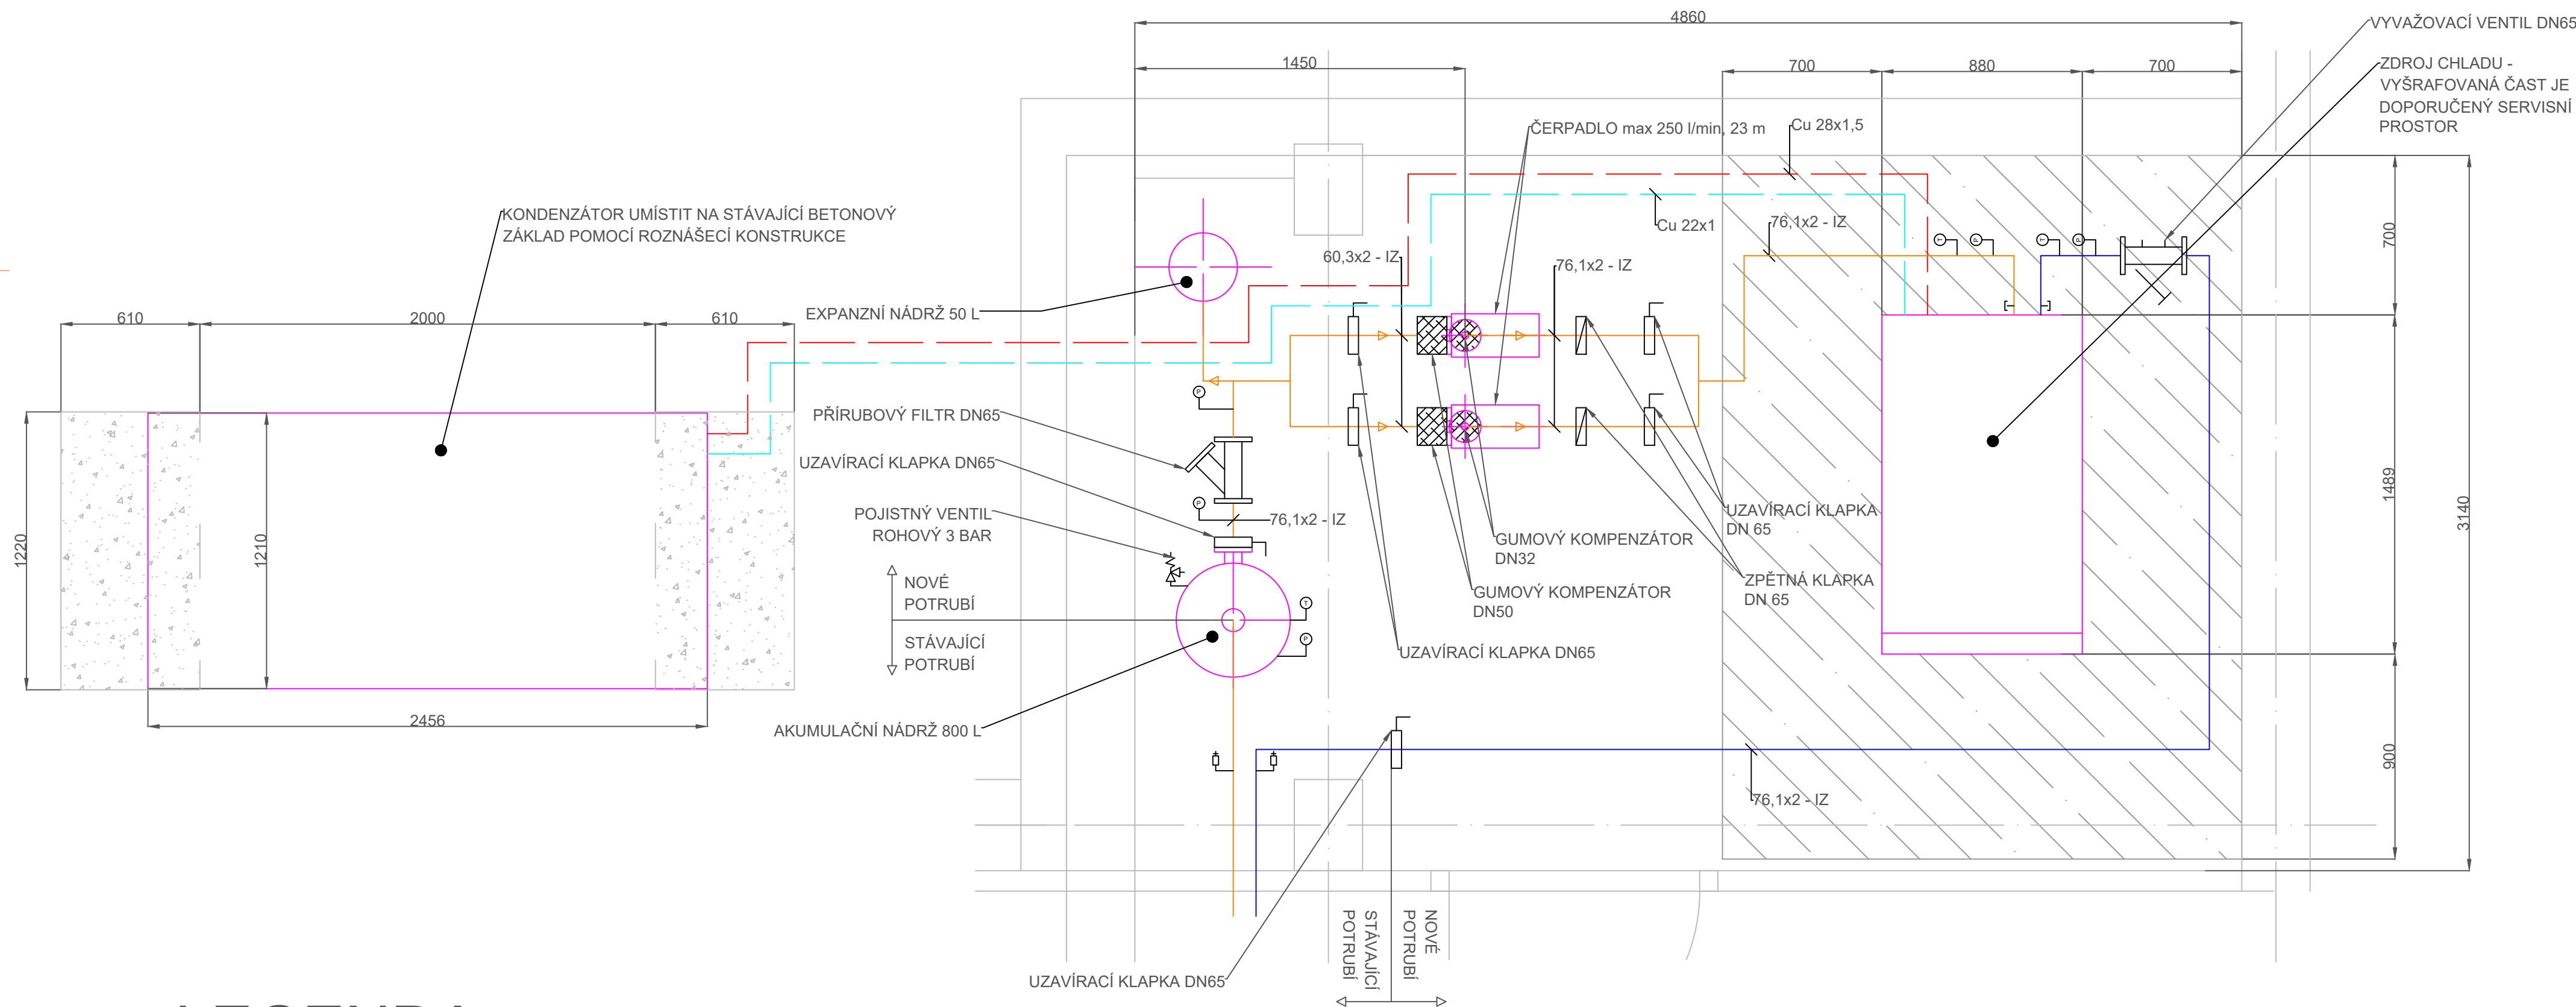 4860
VYVAŽOVACÍ VENTIL DN65
1450
700
880
700
ZDROJ CHLADU -
VYŠRAFOVANÁ ČAST JE
DOPORUČENÝ SERVISNÍ
PROSTOR
ČERPADLO max 250 l/min, 23 m
Cu 28x1,5
KONDENZÁTOR UMÍSTIT NA STÁVAJÍCÍ BETONOVÝ
ZÁKLAD POMOCÍ ROZNÁŠECÍ KONSTRUKCE
Cu 22x1
76,1x2 - IZ
700
60,3x2 - IZ
76,1x2 - IZ
T
P
T
P
EXPANZNÍ NÁDRŽ 50 L
610
2000
610
P
PŘÍRUBOVÝ FILTR DN65
UZAVÍRACÍ KLAPKA DN65
P
76,1x2 - IZ
POJISTNÝ VENTIL
ROHOVÝ 3 BAR
UZAVÍRACÍ KLAPKA
DN 65
1489
3140
GUMOVÝ KOMPENZÁTOR
DN32
1220
1210
NOVÉ
POTRUBÍ
GUMOVÝ KOMPENZÁTOR
DN50
ZPĚTNÁ KLAPKA
DN 65
T
P
STÁVAJÍCÍ
POTRUBÍ
UZAVÍRACÍ KLAPKA DN65
2456
AKUMULAČNÍ NÁDRŽ 800 L
900
76,1x2 - IZ
NOVÉ
POTRUBÍ
STÁVAJÍCÍ
POTRUBÍ
UZAVÍRACÍ KLAPKA DN65